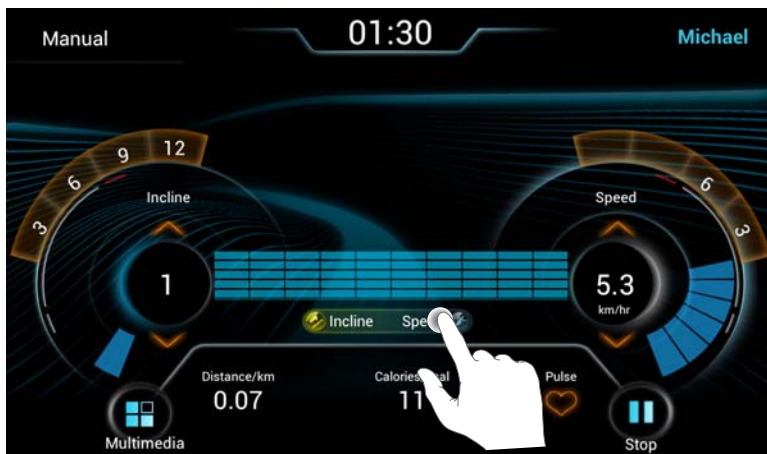 Manual
01:30
Michael
3
6
9
12
Incline
1
Speed
6
3
5.3
km/hr
Incline
Distance/km
0.07
11
Pulse
Multimedia
Stop